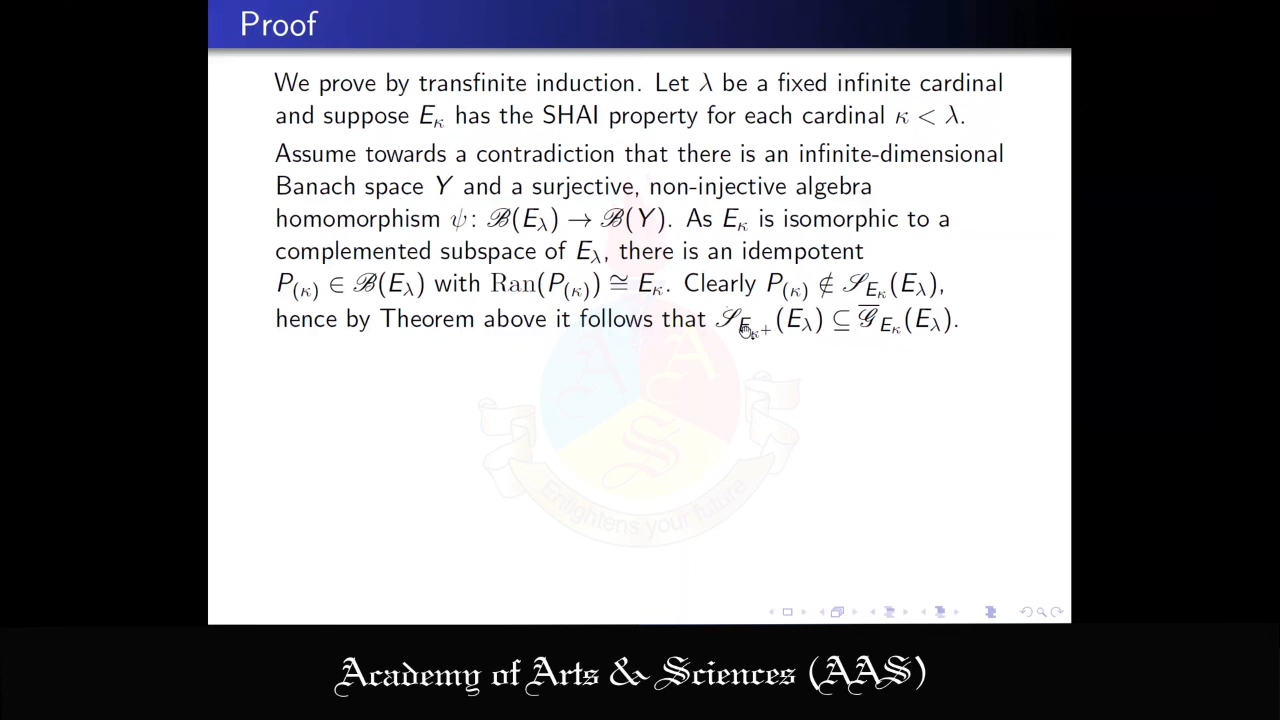 Proof
We prove by transfinite induction. Let λ be a fixed infinite cardinal
and suppose E_κ has the SHAI property for each cardinal κ < λ.
Assume towards a contradiction that there is an infinite-dimensional
Banach space Y and a surjective, non-injective algebra
homomorphism ψ: ℬ(E_λ) → ℬ(Y). As E_κ is isomorphic to a
complemented subspace of E_λ, there is an idempotent
P_(κ) ∈ ℬ(E_λ) with Ran(P_(κ)) ≅ E_κ. Clearly P_(κ) ∉ 𝒮_{E_κ}(E_λ),
hence by Theorem above it follows that 𝒮_{E_{κ+}}(E_λ) ⊆ \overline{𝒢}_{E_κ}(E_λ).
A A
C
S
Enlightens your future
Academy of Arts & Sciences (AAS)